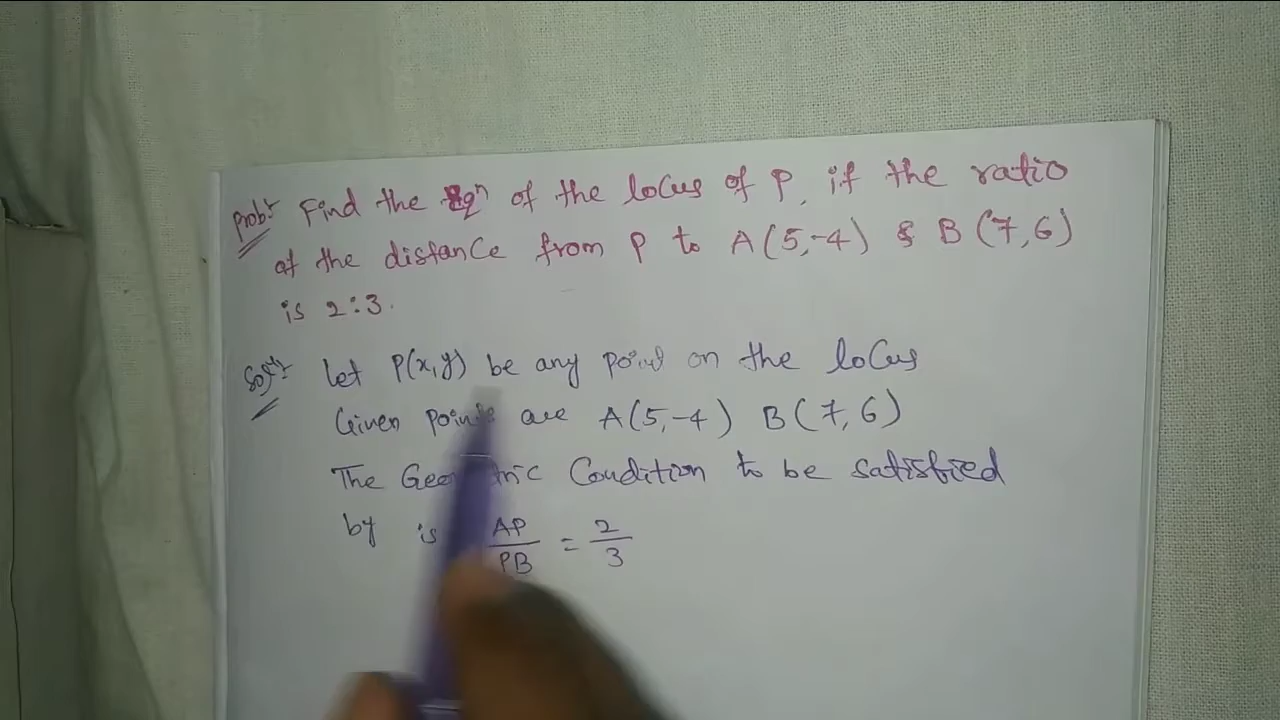 Prob:- Find the Eqn of the locus of P, if the ratio
of the distance from P to A(5,-4) & B(7,6)
is 2:3.
Sol:- Let P(x,y) be any point on the locus
Given points are A(5,-4) B(7,6)
The Condition to be satisfied
by is AP/PB = 2/3